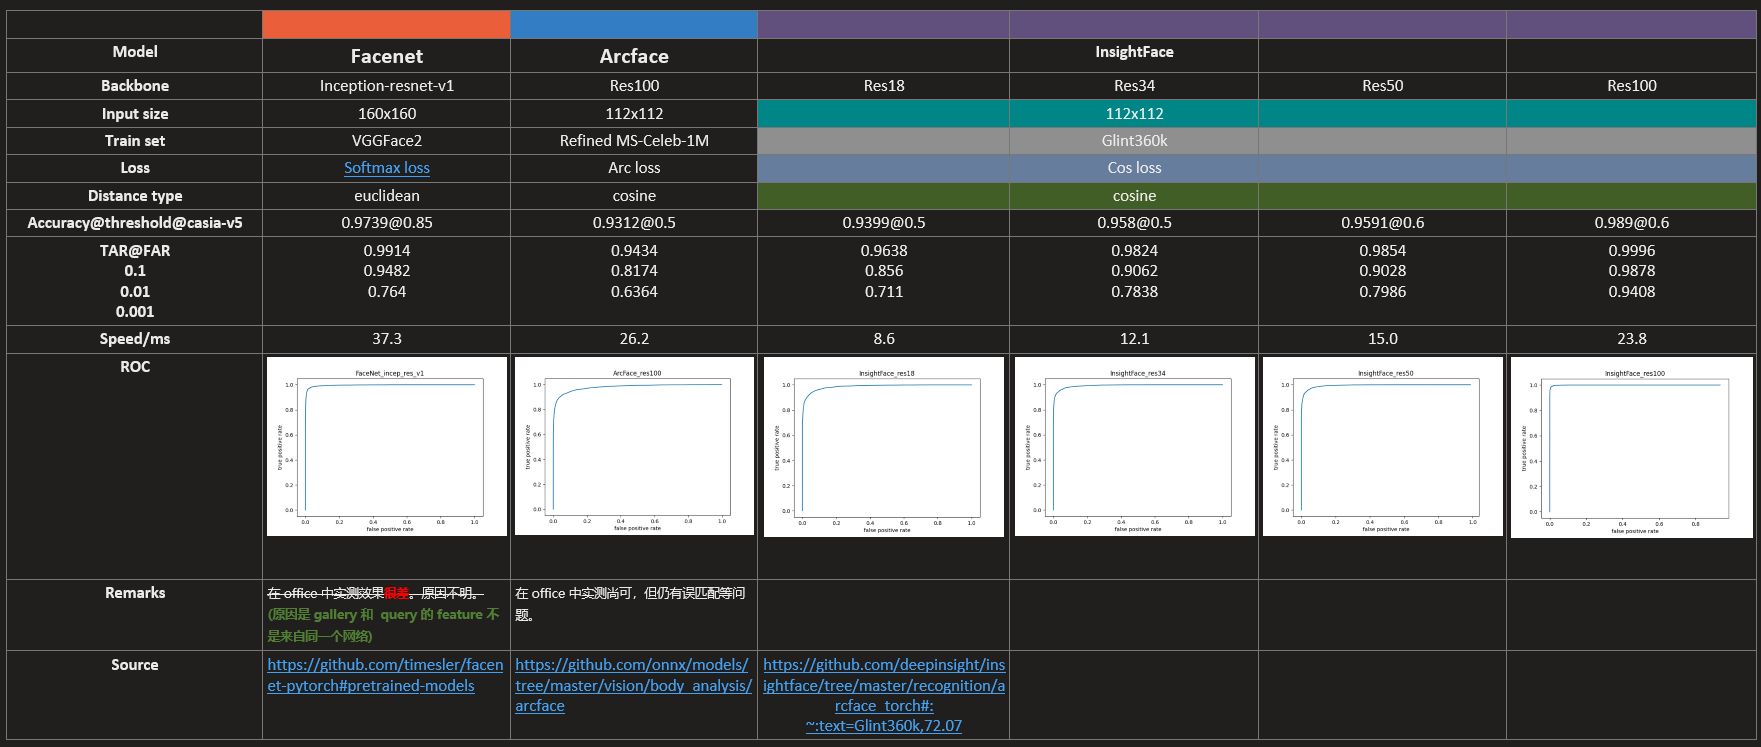 Model Facenet Arcface InsightFace
Backbone Inception-resnet-v1 Res100 Res18 Res34 Res50 Res100
Input size 160x160 112x112 112x112
Train set VGGFace2 Refined MS-Celeb-1M Glint360k
Loss Softmax loss Arc loss Cos loss
Distance type euclidean cosine cosine
Accuracy@threshold@casia-v5 0.9739@0.85 0.9312@0.5 0.9399@0.5 0.958@0.5 0.9591@0.6 0.989@0.6
TAR@FAR 0.9914 0.9434 0.9638 0.9824 0.9854 0.9996
0.1 0.9482 0.8174 0.856 0.9062 0.9028 0.9878
0.01 0.764 0.6364 0.711 0.7838 0.7986 0.9408
0.001
Speed/ms 37.3 26.2 8.6 12.1 15.0 23.8
ROC
FaceNet_incep_res_v1
true positive rate
1.0
0.8
0.6
0.4
0.2
0.0
0.0 0.2 0.4 0.6 0.8 1.0
false positive rate
ArcFace_res100
true positive rate
1.0
0.8
0.6
0.4
0.2
0.0
0.0 0.2 0.4 0.6 0.8 1.0
false positive rate
InsightFace_res18
true positive rate
1.0
0.8
0.6
0.4
0.2
0.0
0.0 0.2 0.4 0.6 0.8 1.0
false positive rate
InsightFace_res34
true positive rate
1.0
0.8
0.6
0.4
0.2
0.0
0.0 0.2 0.4 0.6 0.8 1.0
false positive rate
InsightFace_res50
true positive rate
1.0
0.8
0.6
0.4
0.2
0.0
0.0 0.2 0.4 0.6 0.8 1.0
false positive rate
InsightFace_res100
true positive rate
1.0
0.8
0.6
0.4
0.2
0.0
0.0 0.2 0.4 0.6 0.8
false positive rate
Remarks
在 office 中实测效果很差。原因不明。
(原因是 gallery 和 query 的 feature 不
是来自同一个网络)
在 office 中实测尚可，但仍有误匹配等问
题。
Source
https://github.com/timesler/facen
et-pytorch#pretrained-models
https://github.com/onnx/models/
tree/master/vision/body_analysis/
arcface
https://github.com/deepinsight/ins
ightface/tree/master/recognition/a
rcface_torch#:
~:text=Glint360k,72.07